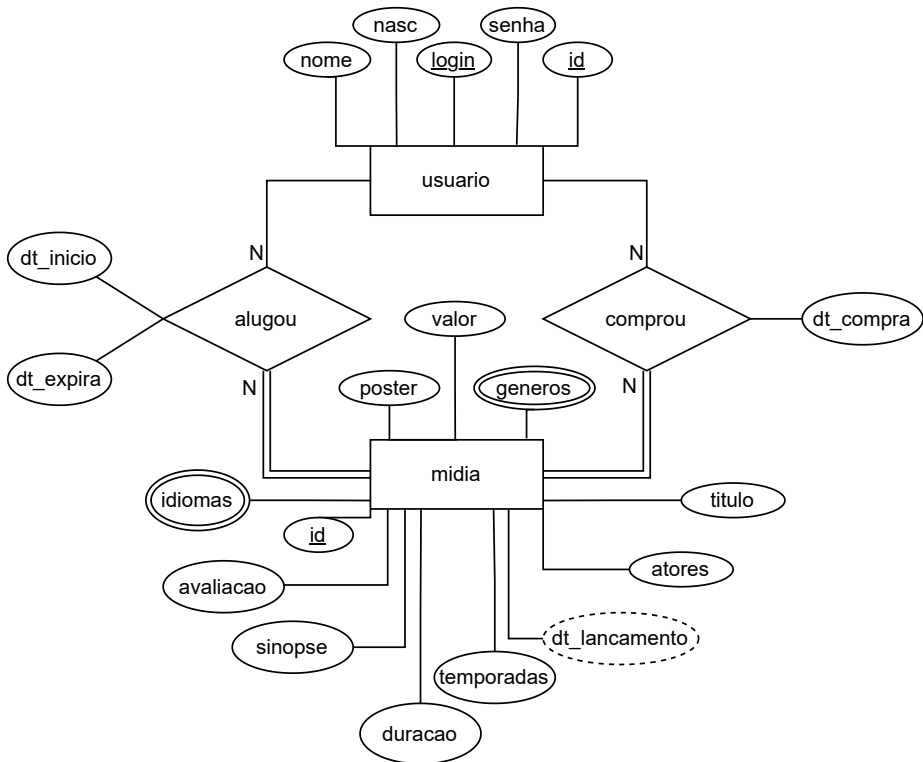 nasc
senha
nome
login
id
usuario
N
N
dt_inicio
alugou
valor
comprou
dt_compra
dt_expira
N
poster
generos
N
midia
idiomas
titulo
id
avaliacao
atores
sinopse
dt_lancamento
temporadas
duracao